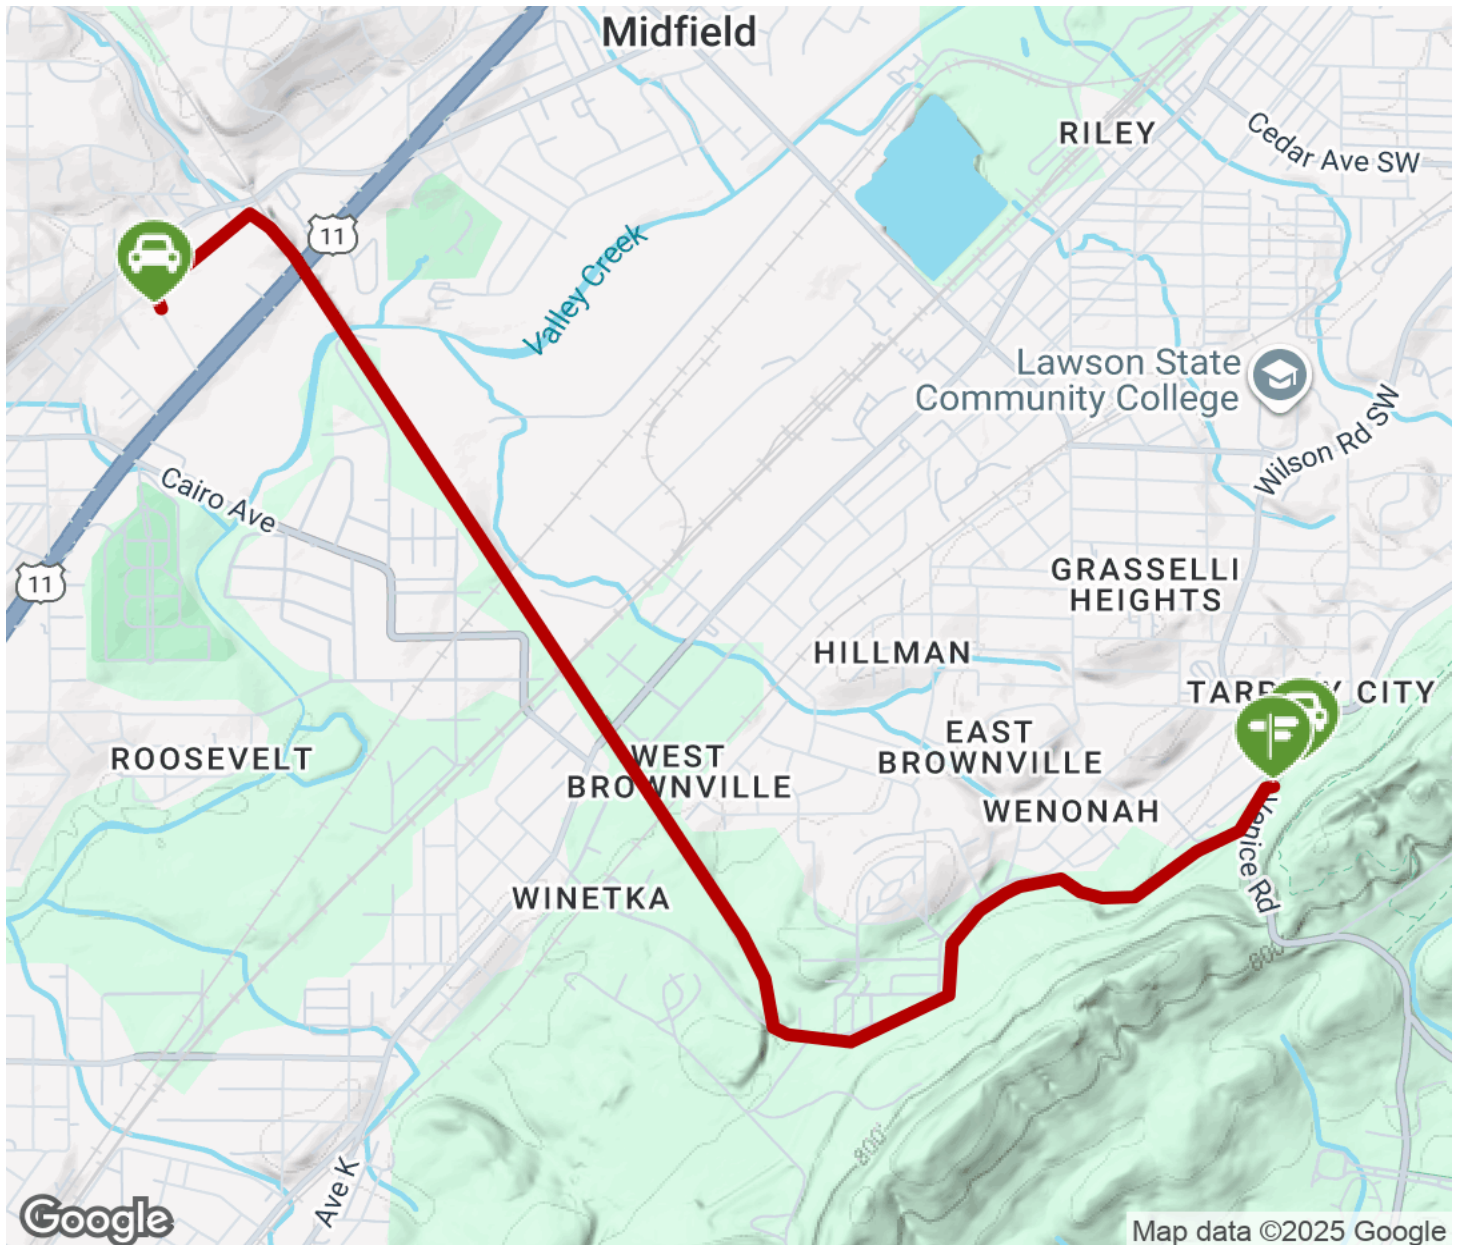 Midfield
RILEY
Cedar Ave SW
11
Valley Creek
Lawson State
Community College
Wilson Rd SW
Cairo Ave
11
GRASSELLI
HEIGHTS
HILLMAN
CITY
ROOSEVELT
WEST
BROWNVILLE
EAST
BROWNVILLE
WENONAH
Venice Rd
WINETKA
800'
800'
Ave K
Google
Map data ©2025 Google